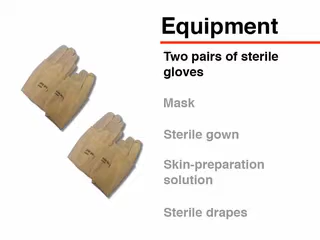 Equipment
Two pairs of sterile
gloves
Mask
Sterile gown
Skin-preparation
solution
Sterile drapes